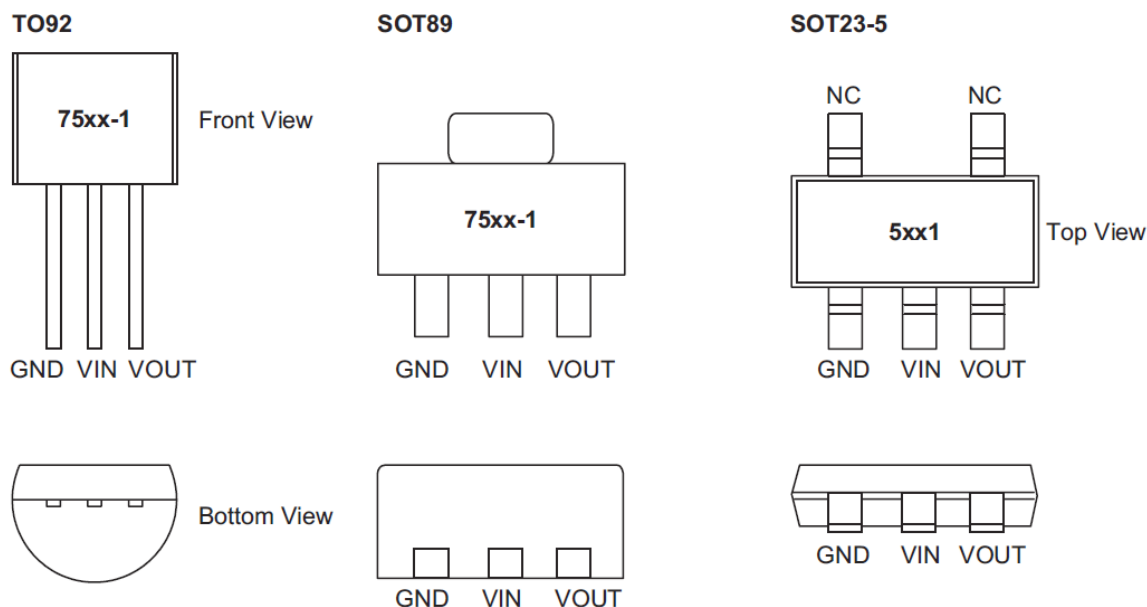 TO92
SOT89
SOT23-5
75xx-1
Front View
GND VIN VOUT
Bottom View
75xx-1
GND VIN VOUT
GND VIN VOUT
NC NC
5xx1
Top View
GND VIN VOUT
GND VIN VOUT